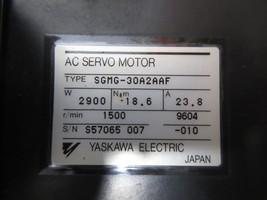 AC SERVO MOTOR
TYPE SGMG-30A2AAF
W 2900 N·m 18.6 A 23.8
r/min 1500 9604
S/N S57065 007 -010
YASKAWA ELECTRIC
JAPAN